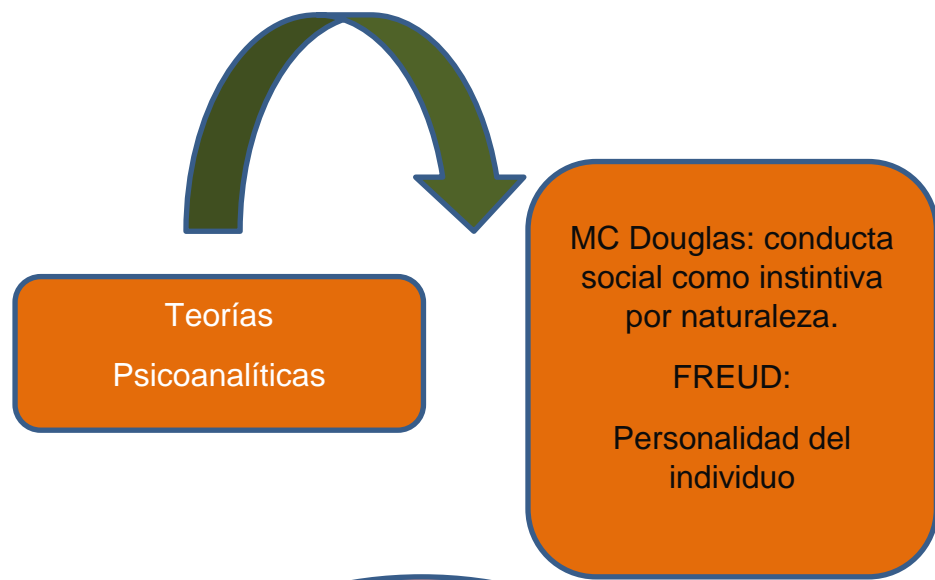 Teorías
Psicoanalíticas
MC Douglas: conducta
social como instintiva
por naturaleza.
FREUD:
Personalidad del
individuo